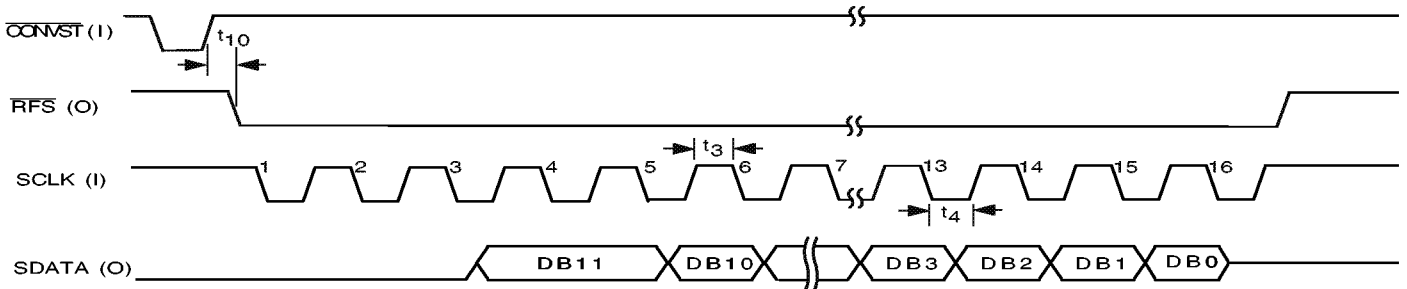 CONVST (I)
t10
RFS (O)
SCLK (I)
1 2 3 4 5 t3 6 7 13 14 15 16
t4
SDATA (O)
DB11 DB10 DB3 DB2 DB1 DB0